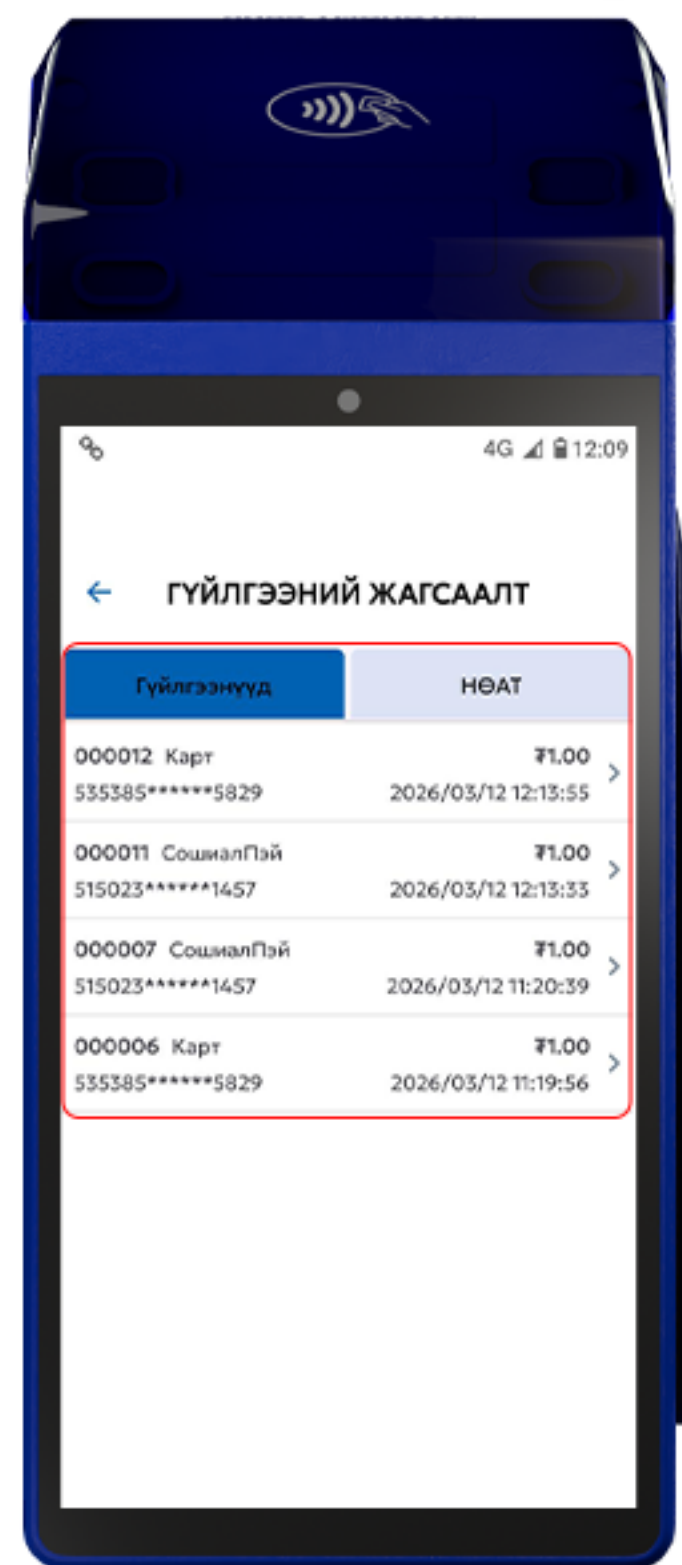 4G 12:09
ГҮЙЛГЭЭНИЙ ЖАГСААЛТ
Гүйлгээнүүд НӨАТ
000012 Карт ₮1.00
535385******5829 2026/03/12 12:13:55
000011 СошиалПэй ₮1.00
515023******1457 2026/03/12 12:13:33
000007 СошиалПэй ₮1.00
515023******1457 2026/03/12 11:20:39
000006 Карт ₮1.00
535385******5829 2026/03/12 11:19:56